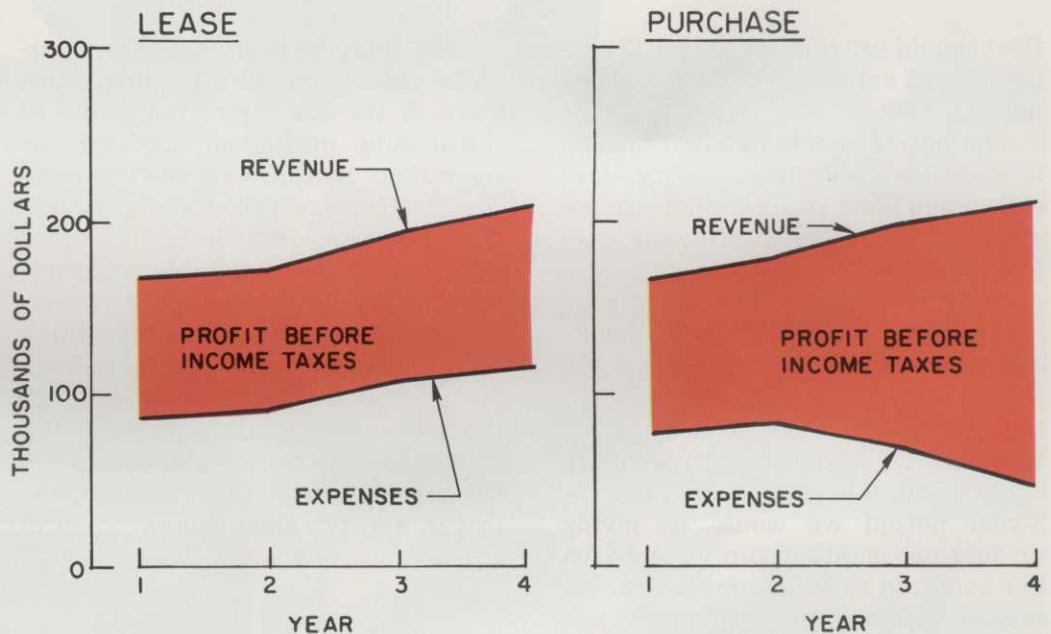 LEASE
300
200
100
0
THOUSANDS OF DOLLARS
REVENUE
PROFIT BEFORE
INCOME TAXES
EXPENSES
1 2 3 4
YEAR
PURCHASE
REVENUE
PROFIT BEFORE
INCOME TAXES
EXPENSES
1 2 3 4
YEAR